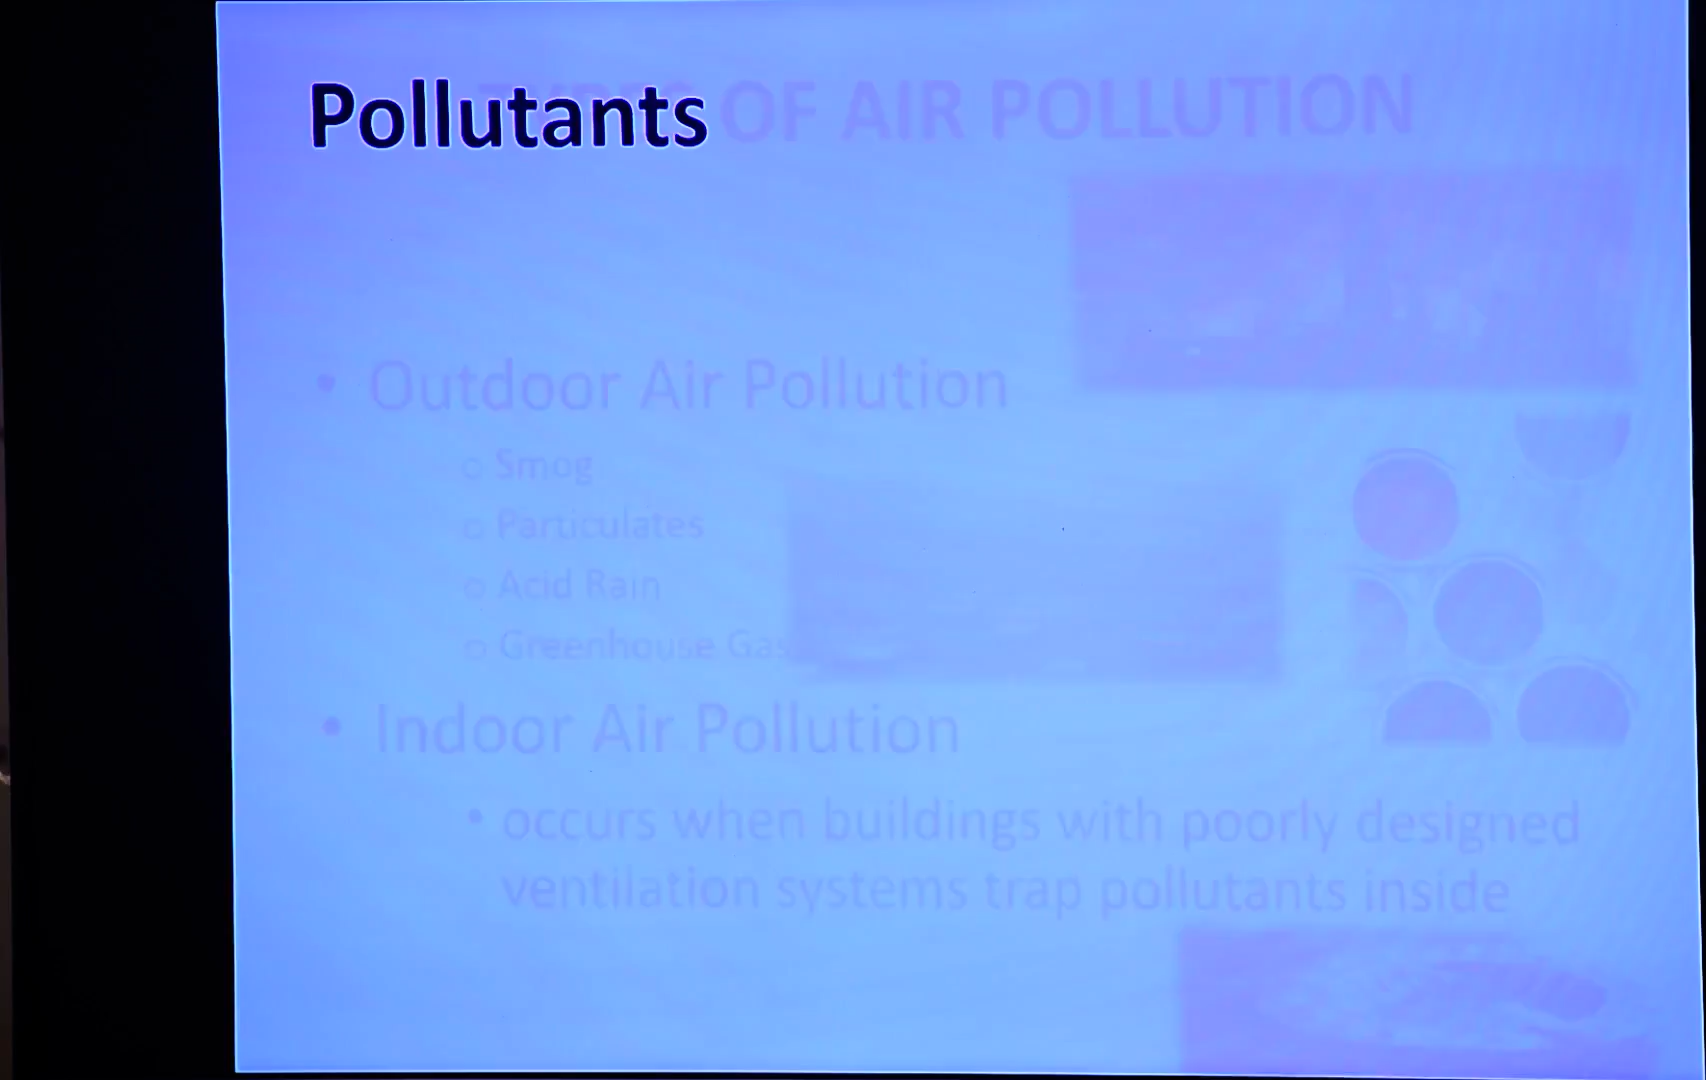 Pollutants
OF AIR POLLUTION
• Outdoor Air Pollution
o Smog
o Particulates
o Acid Rain
o Greenhouse Gas
• Indoor Air Pollution
• occurs when buildings with poorly designed
ventilation systems trap pollutants inside